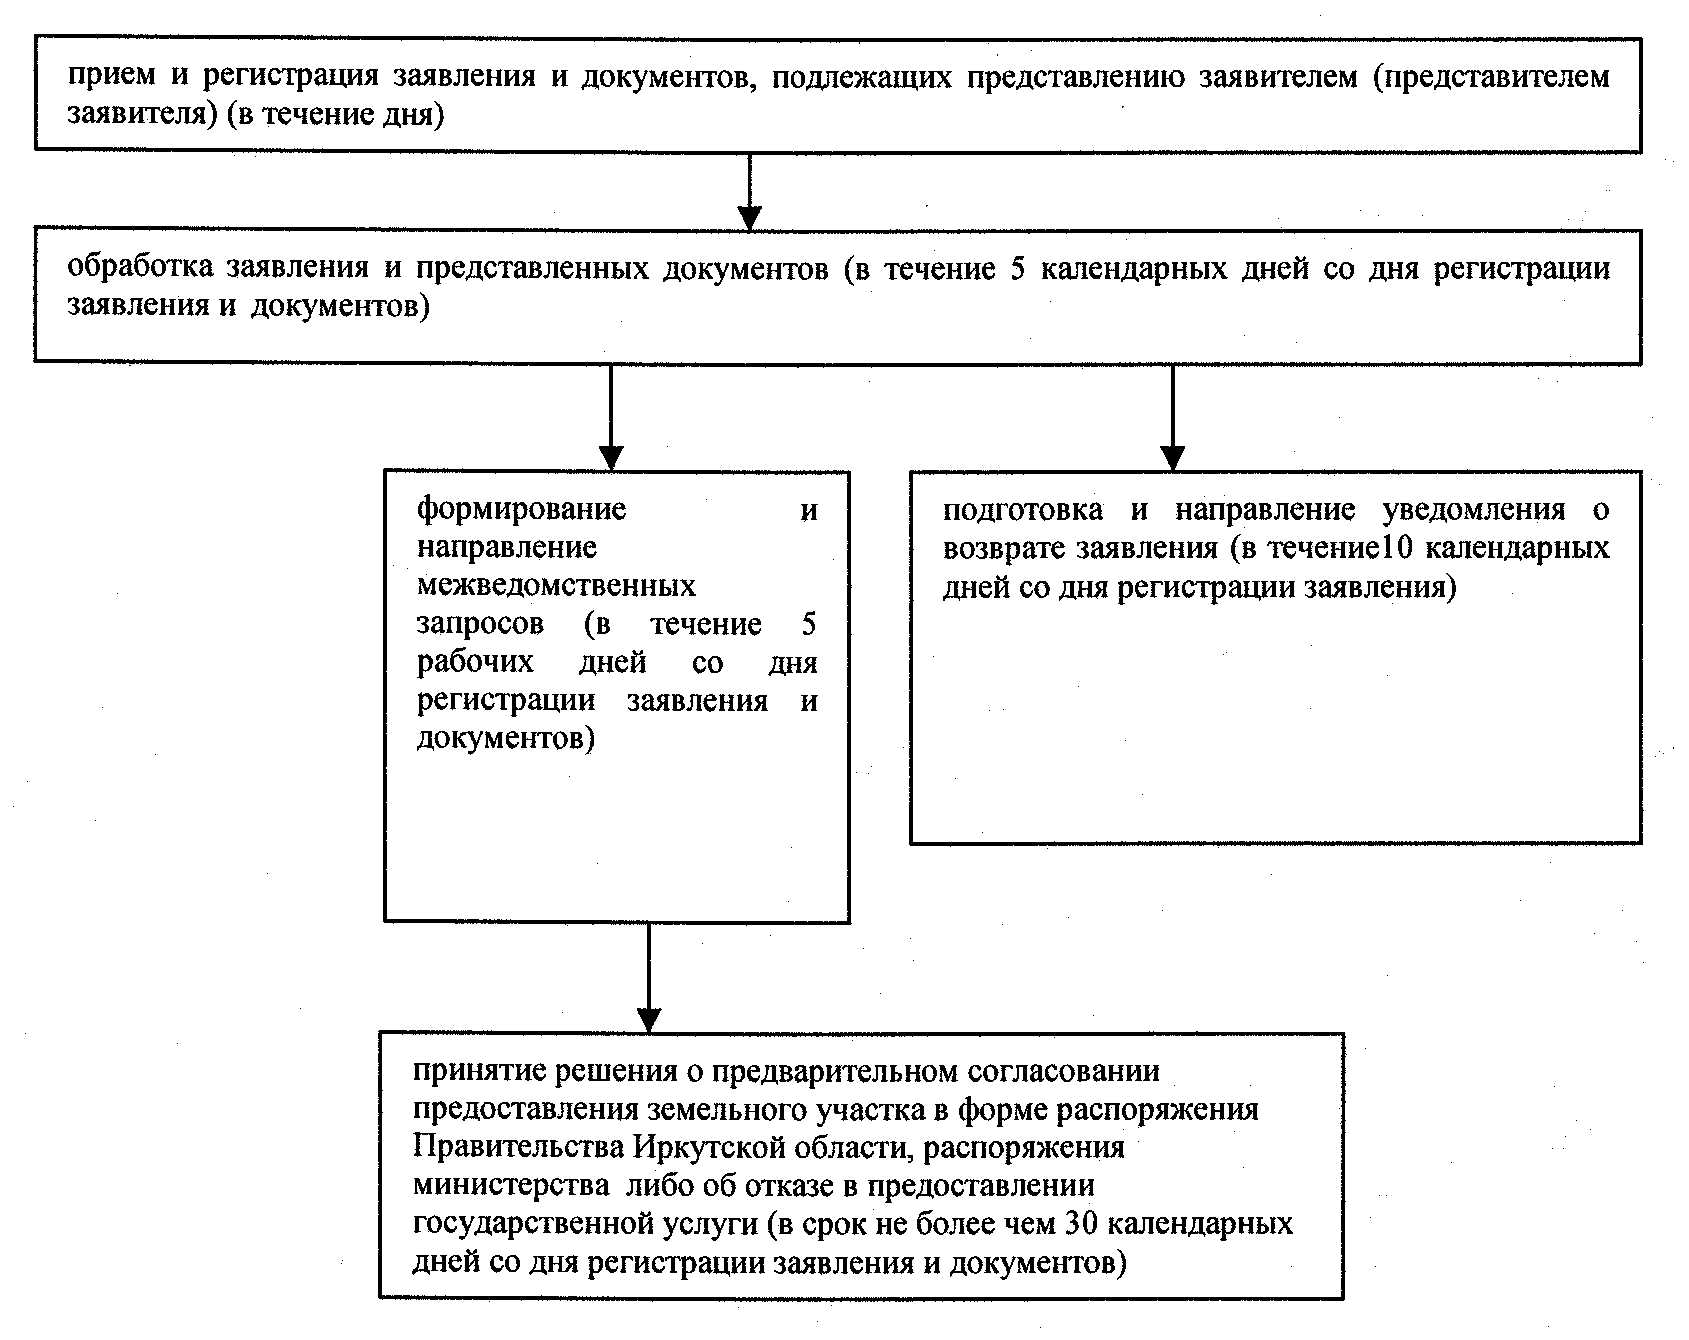 прием и регистрация заявления и документов, подлежащих представлению заявителем (представителем
заявителя) (в течение дня)
обработка заявления и представленных документов (в течение 5 календарных дней со дня регистрации
заявления и документов)
формирование и
направление
межведомственных
запросов (в течение 5
рабочих дней со дня
регистрации заявления и
документов)
подготовка и направление уведомления о
возврате заявления (в течение10 календарных
дней со дня регистрации заявления)
принятие решения о предварительном согласовании
предоставления земельного участка в форме распоряжения
Правительства Иркутской области, распоряжения
министерства либо об отказе в предоставлении
государственной услуги (в срок не более чем 30 календарных
дней со дня регистрации заявления и документов)